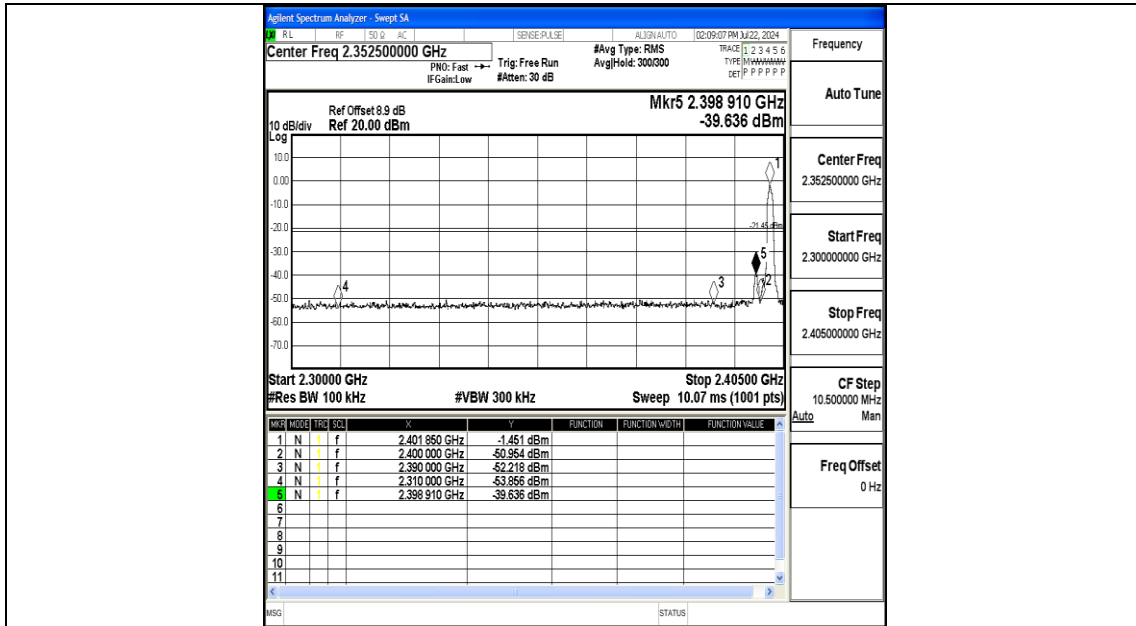 Agilent Spectrum Analyzer - Swept SA
RL RF 50 Ω AC SENSE:PULSE ALIGN AUTO 02:09:07 PM Jul 22, 2024
Center Freq 2.352500000 GHz
PNO: Fast
IFGain:Low
Trig: Free Run
#Atten: 30 dB
#Avg Type: RMS
Avg|Hold: 300/300
TRACE 1 2 3 4 5 6
TYPE MWWWWW
DET P P P P P P
Ref Offset 8.9 dB
10 dB/div Ref 20.00 dBm
Log
Mkr5 2.398 910 GHz
-39.636 dBm
10.0
0.00
-10.0
-20.0
-30.0
-40.0
-50.0
-60.0
-70.0
1
-21.45 dBm
5
4
3
2
Start 2.30000 GHz Stop 2.40500 GHz
#Res BW 100 kHz #VBW 300 kHz Sweep 10.07 ms (1001 pts)
MKR MODE TRC SCL X Y FUNCTION FUNCTION WIDTH FUNCTION VALUE
1 N 1 f 2.401 850 GHz -1.451 dBm
2 N 1 f 2.400 000 GHz -50.954 dBm
3 N 1 f 2.390 000 GHz -52.218 dBm
4 N 1 f 2.310 000 GHz -53.856 dBm
5 N 1 f 2.398 910 GHz -39.636 dBm
6
7
8
9
10
11
MSG STATUS
Frequency
Auto Tune
Center Freq
2.352500000 GHz
Start Freq
2.300000000 GHz
Stop Freq
2.405000000 GHz
CF Step
10.500000 MHz
Auto Man
Freq Offset
0 Hz